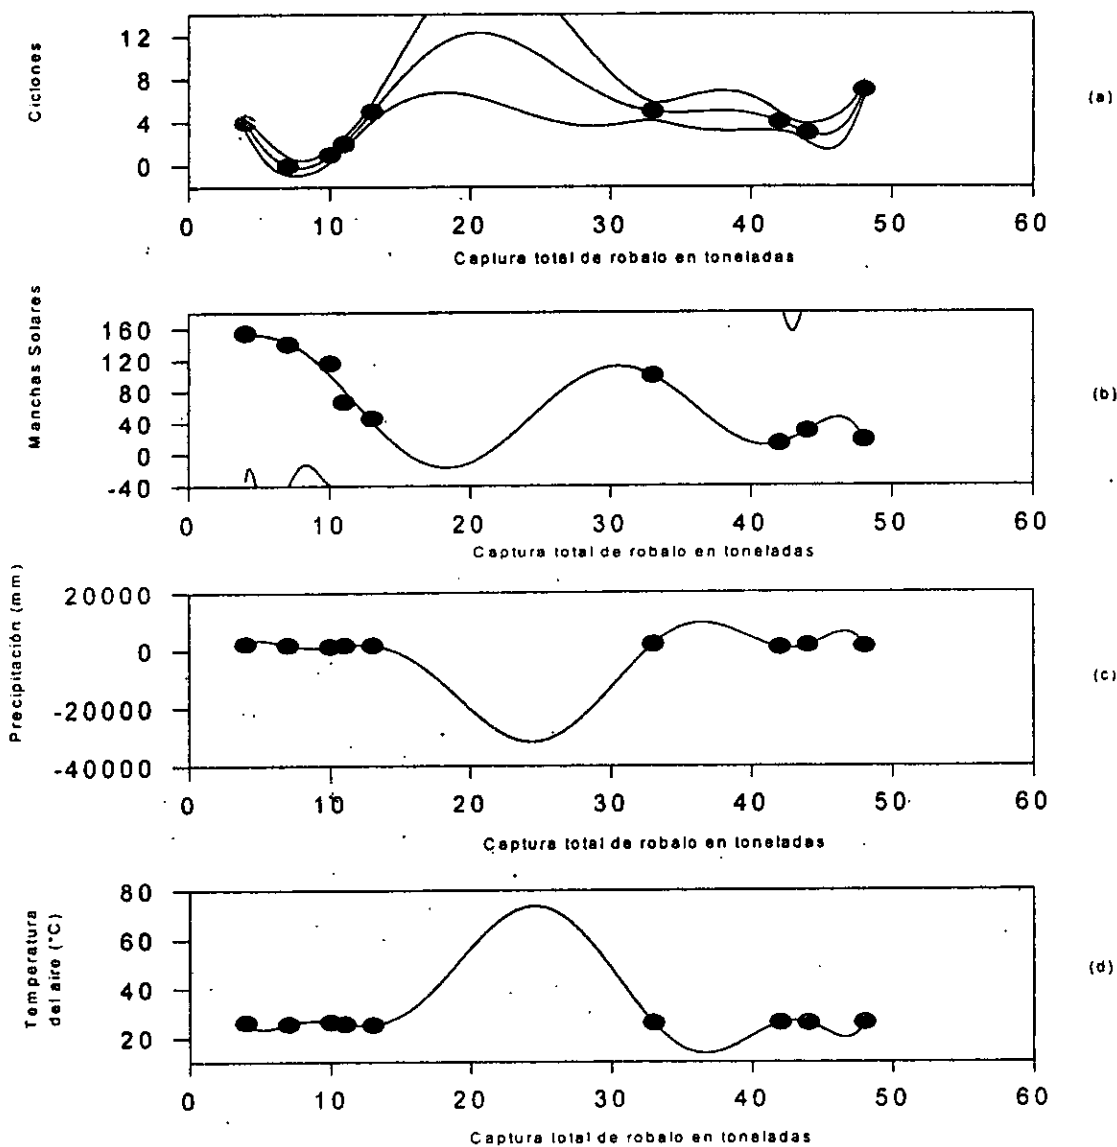 Ciclones
12
8
4
0
(a)
0 10 20 30 40 50 60
Captura total de robalo en toneladas
Manchas Solares
160
120
80
40
0
-40
(b)
0 10 20 30 40 50 60
Captura total de robalo en toneladas
Precipitación (mm)
20000
0
-20000
-40000
(c)
0 10 20 30 40 50 60
Captura total de robalo en toneladas
Temperatura
del aire (°C)
80
60
40
20
(d)
0 10 20 30 40 50 60
Captura total de robalo en toneladas